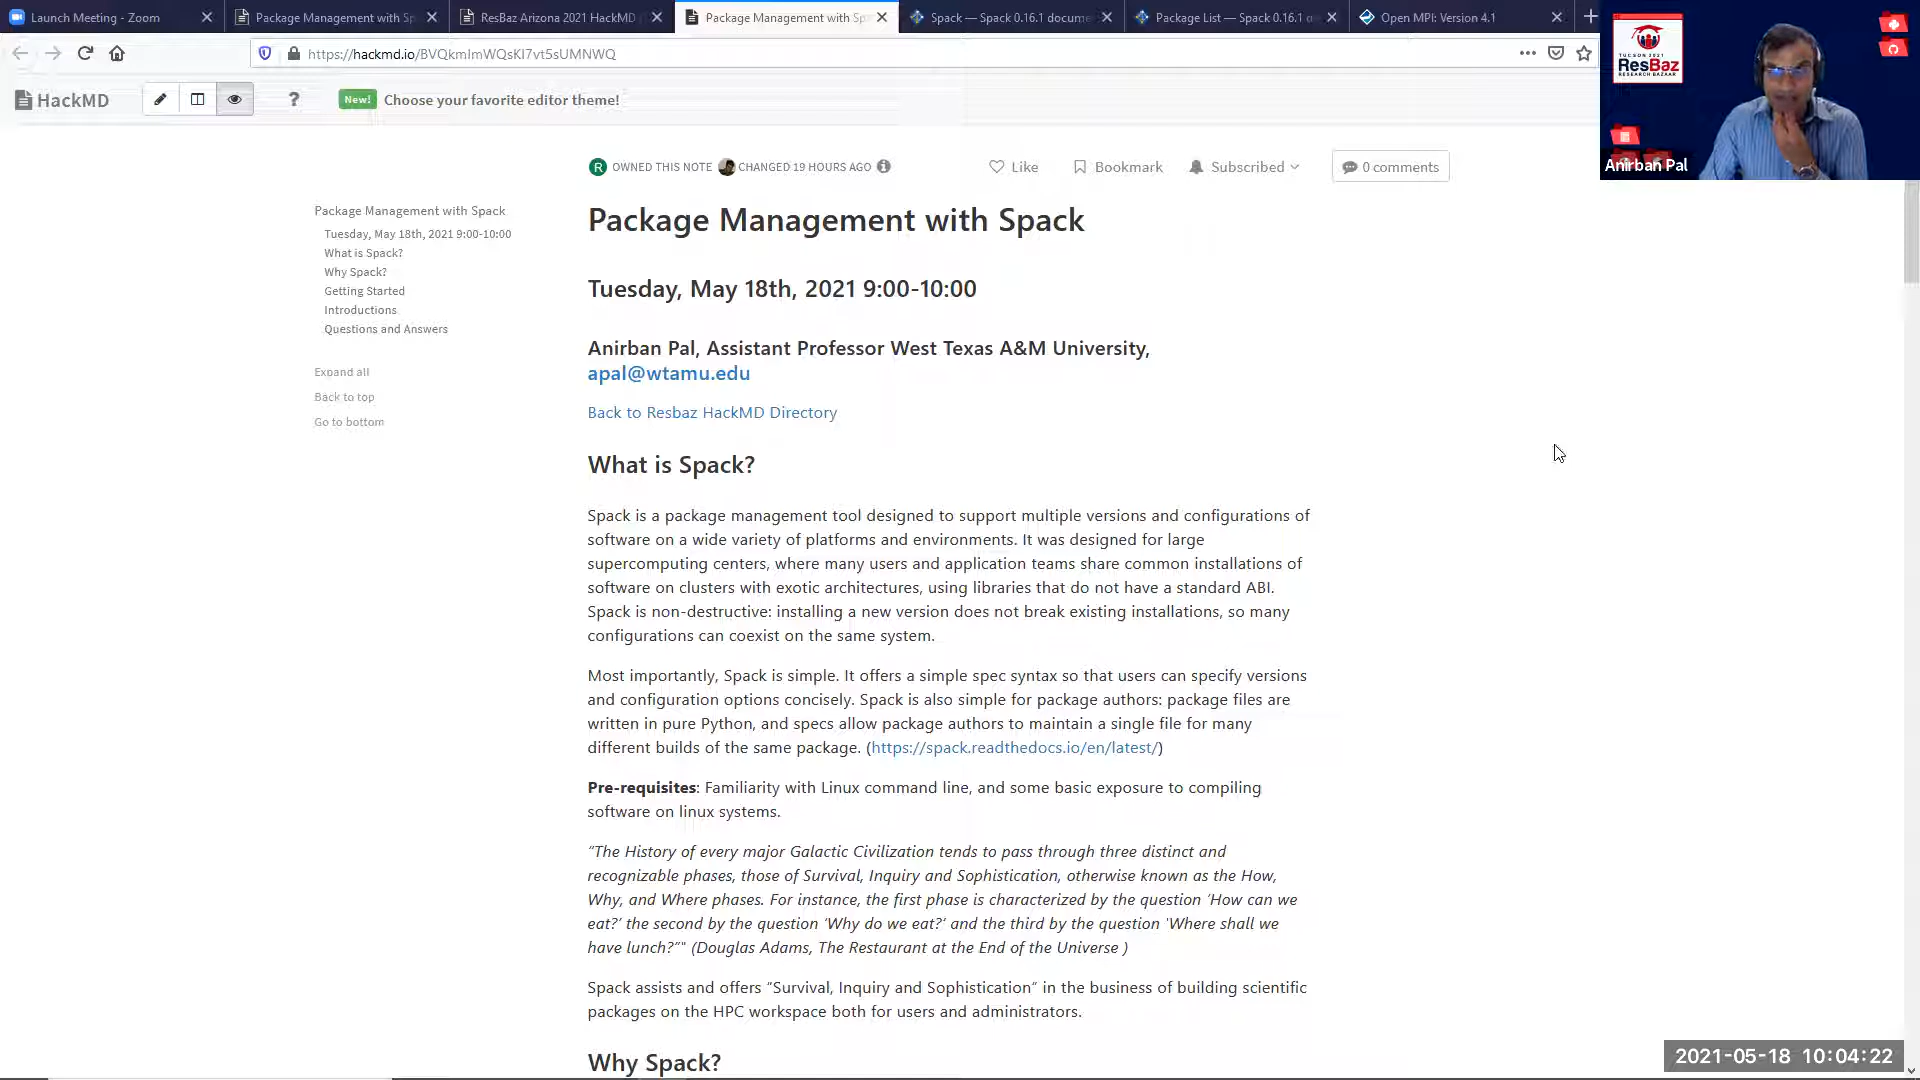 Launch Meeting - Zoom
Package Management with Sp
ResBaz Arizona 2021 HackMD
Package Management with Sp
Spack — Spack 0.16.1 docume
Package List — Spack 0.16.1
Open MPI: Version 4.1
https://hackmd.io/BVQkmImWQsKI7vt5sUMNWQ
HackMD
?
New!
Choose your favorite editor theme!
TUCSON 2021
ResBaz
RESEARCH BAZAAR
Anirban Pal
R OWNED THIS NOTE CHANGED 19 HOURS AGO
Like
Bookmark
Subscribed
0 comments
Package Management with Spack
Tuesday, May 18th, 2021 9:00-10:00
What is Spack?
Why Spack?
Getting Started
Introductions
Questions and Answers
Expand all
Back to top
Go to bottom
Package Management with Spack
Tuesday, May 18th, 2021 9:00-10:00
Anirban Pal, Assistant Professor West Texas A&M University,
apal@wtamu.edu
Back to Resbaz HackMD Directory
What is Spack?
Spack is a package management tool designed to support multiple versions and configurations of
software on a wide variety of platforms and environments. It was designed for large
supercomputing centers, where many users and application teams share common installations of
software on clusters with exotic architectures, using libraries that do not have a standard ABI.
Spack is non-destructive: installing a new version does not break existing installations, so many
configurations can coexist on the same system.
Most importantly, Spack is simple. It offers a simple spec syntax so that users can specify versions
and configuration options concisely. Spack is also simple for package authors: package files are
written in pure Python, and specs allow package authors to maintain a single file for many
different builds of the same package. (https://spack.readthedocs.io/en/latest/)
Pre-requisites: Familiarity with Linux command line, and some basic exposure to compiling
software on linux systems.
“The History of every major Galactic Civilization tends to pass through three distinct and
recognizable phases, those of Survival, Inquiry and Sophistication, otherwise known as the How,
Why, and Where phases. For instance, the first phase is characterized by the question ‘How can we
eat?’ the second by the question ‘Why do we eat?’ and the third by the question 'Where shall we
have lunch?”" (Douglas Adams, The Restaurant at the End of the Universe )
Spack assists and offers “Survival, Inquiry and Sophistication” in the business of building scientific
packages on the HPC workspace both for users and administrators.
Why Spack?
2021-05-18 10:04:22